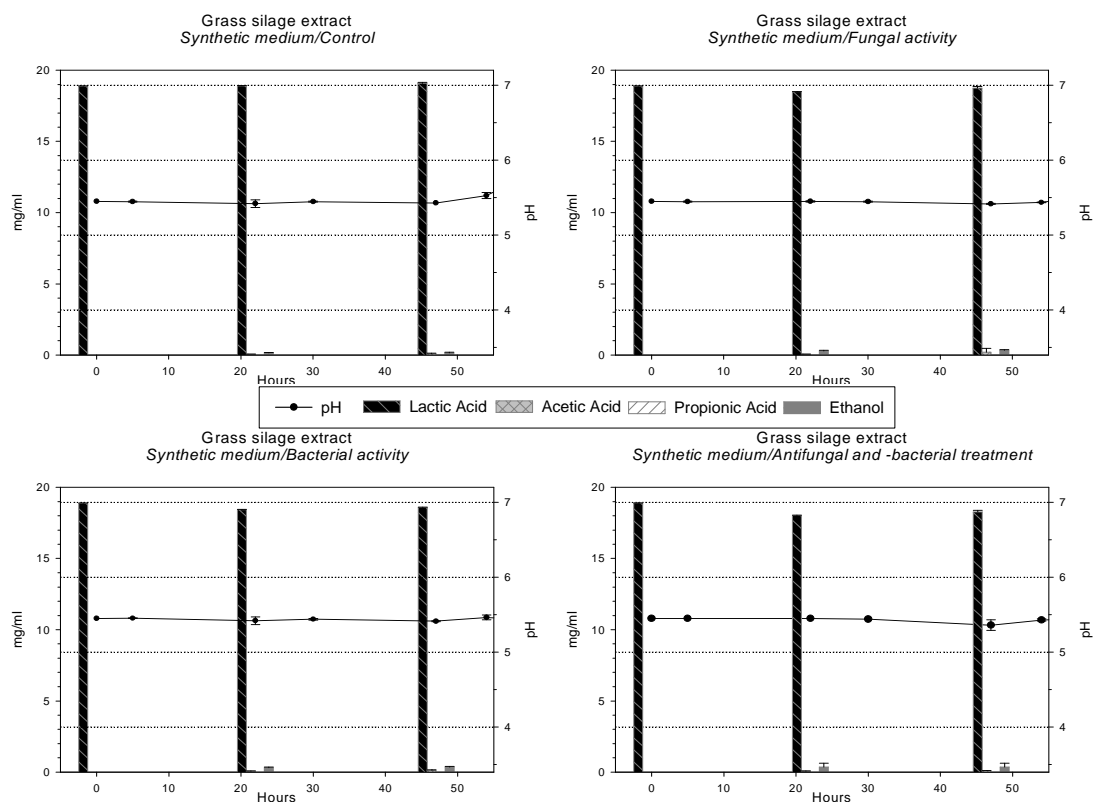 Grass silage extract
Synthetic medium/Control
20
15
10
5
0
mg/ml
7
6
5
4
pH
0 10 20 30 40 50
Hours
Grass silage extract
Synthetic medium/Fungal activity
20
15
10
5
0
mg/ml
7
6
5
4
pH
0 10 20 30 40 50
Hours
pH Lactic Acid Acetic Acid Propionic Acid Ethanol
Grass silage extract
Synthetic medium/Bacterial activity
20
15
10
5
0
mg/ml
7
6
5
4
pH
0 10 20 30 40 50
Hours
Grass silage extract
Synthetic medium/Antifungal and -bacterial treatment
20
15
10
5
0
mg/ml
7
6
5
4
pH
0 10 20 30 40 50
Hours